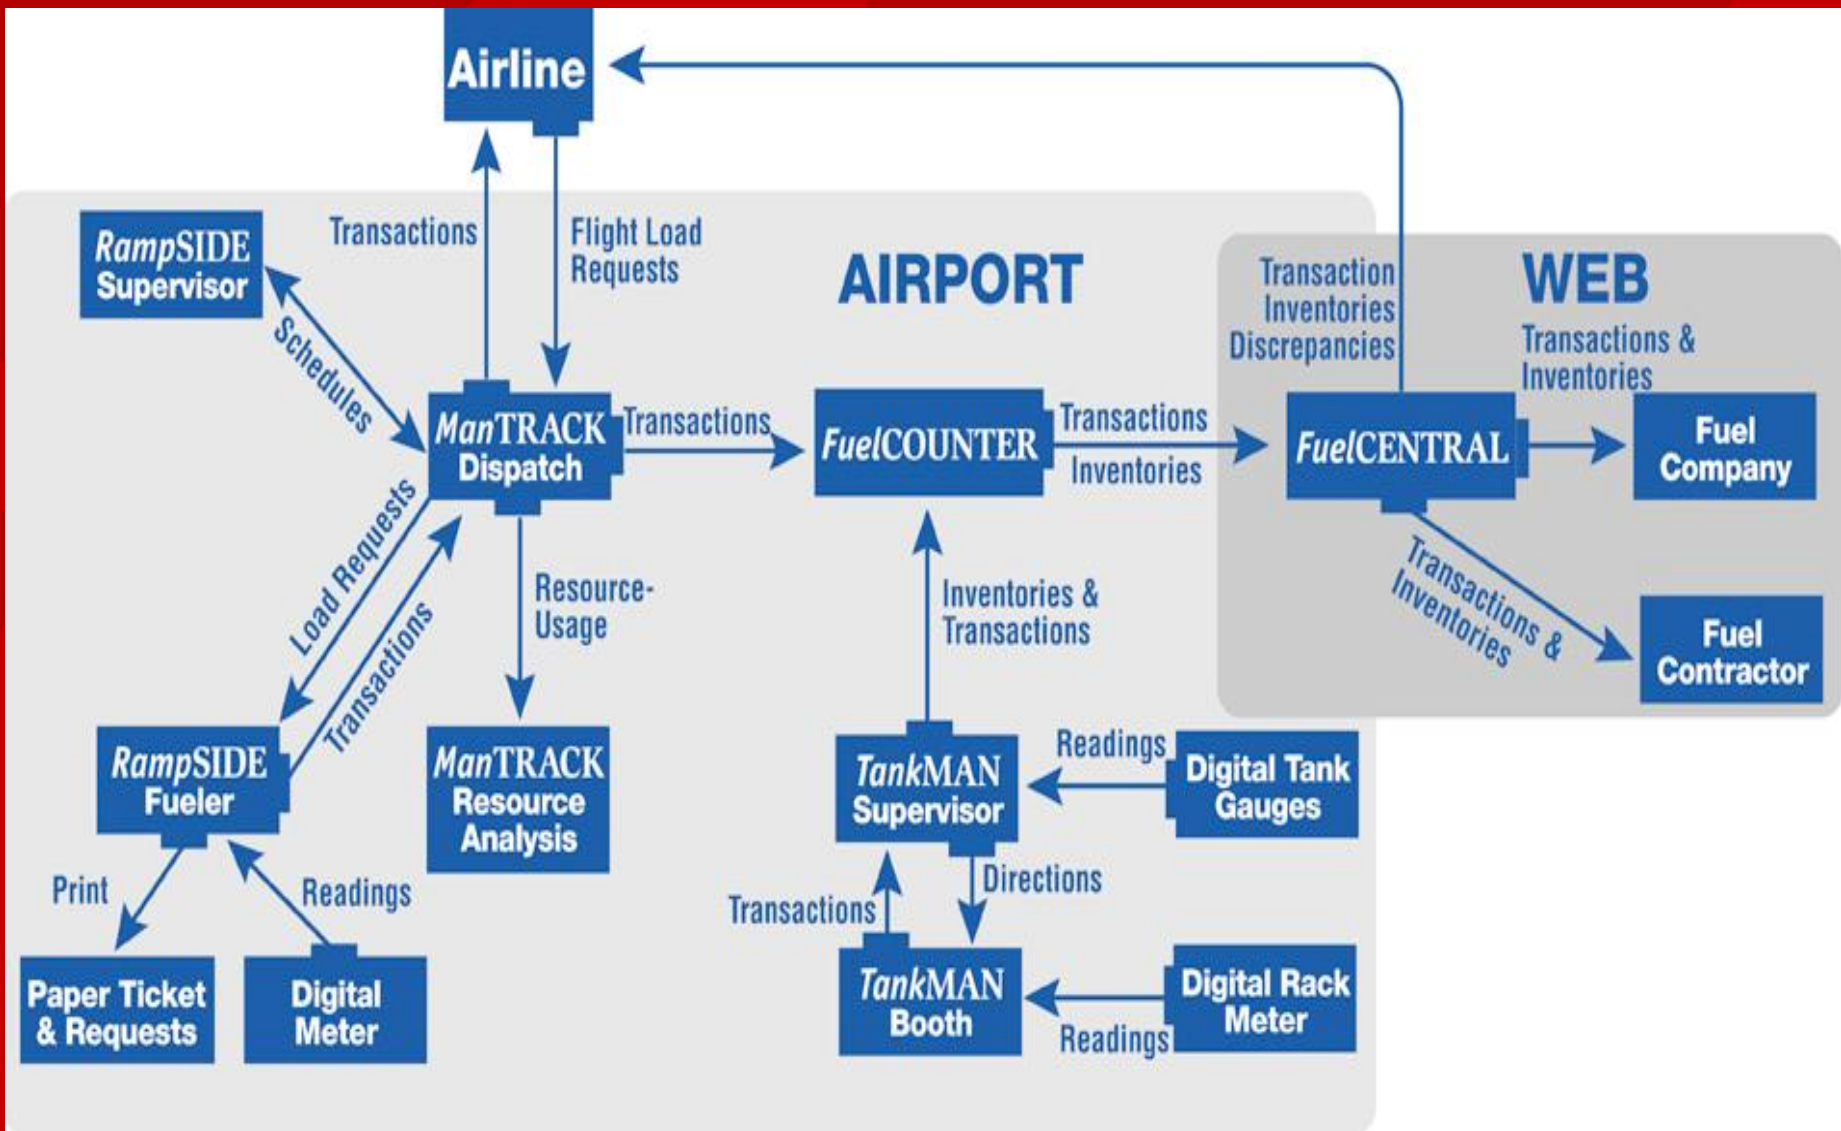 Airline
Transactions
Flight Load
Requests
RampSIDE
Supervisor
Schedules
AIRPORT
WEB
Transaction
Inventories
Discrepancies
Transactions &
Inventories
ManTRACK
Dispatch
Transactions
FuelCOUNTER
Transactions
Inventories
FuelCENTRAL
Fuel
Company
Load Requests
Transactions
Resource-
Usage
Inventories &
Transactions
Transactions &
Inventories
Fuel
Contractor
RampSIDE
Fueler
ManTRACK
Resource
Analysis
TankMAN
Supervisor
Readings
Digital Tank
Gauges
Print
Readings
Transactions
Directions
Paper Ticket
& Requests
Digital
Meter
TankMAN
Booth
Readings
Digital Rack
Meter